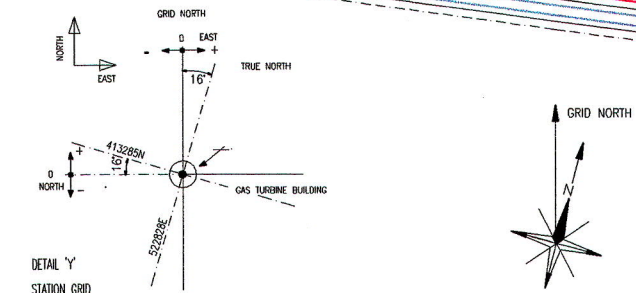 GRID NORTH
NORTH
EAST
- 0 EAST +
TRUE NORTH
16°
GRID NORTH
413285N
16°
+
0
NORTH -
N
GAS TURBINE BUILDING
522828E
DETAIL 'Y'
STATION GRID